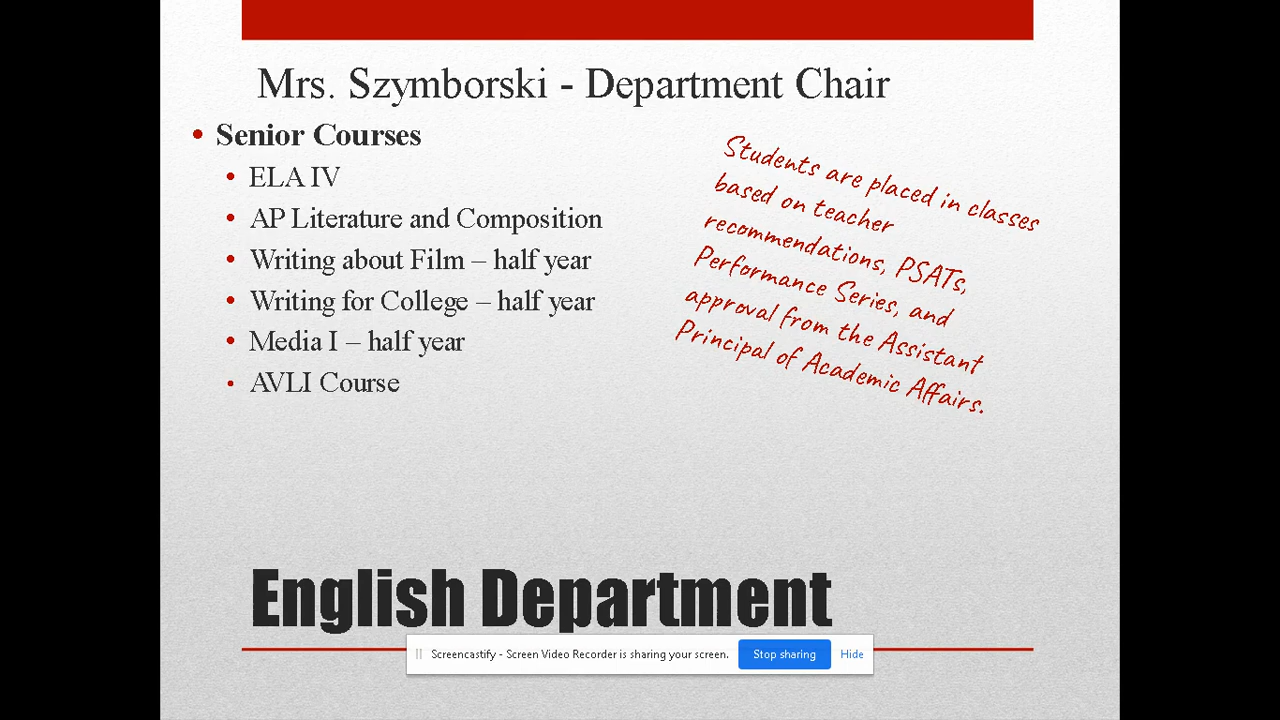 Mrs. Szymborski - Department Chair
• Senior Courses
• ELA IV
• AP Literature and Composition
• Writing about Film – half year
• Writing for College – half year
• Media I – half year
• AVLI Course
Students are placed in classes
based on teacher
recommendations, PSATs,
Performance Series, and
approval from the Assistant
Principal of Academic Affairs.
English Department
Screencastify - Screen Video Recorder is sharing your screen. Stop sharing Hide